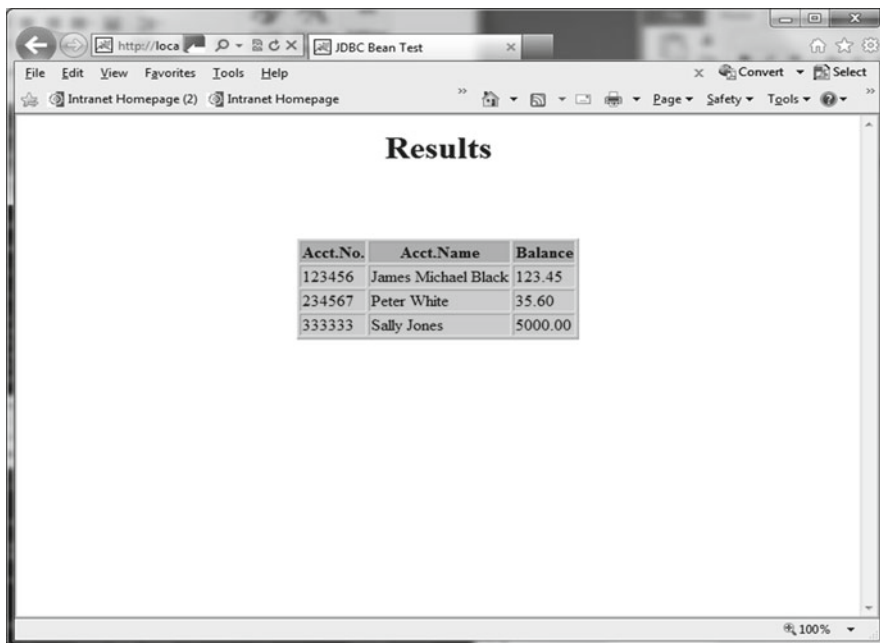 http://loca
JDBC Bean Test
File Edit View Favorites Tools Help
Convert Select
Intranet Homepage (2) Intranet Homepage
Page Safety Tools
Results
Acct.No. Acct.Name Balance
123456 James Michael Black 123.45
234567 Peter White 35.60
333333 Sally Jones 5000.00
100%